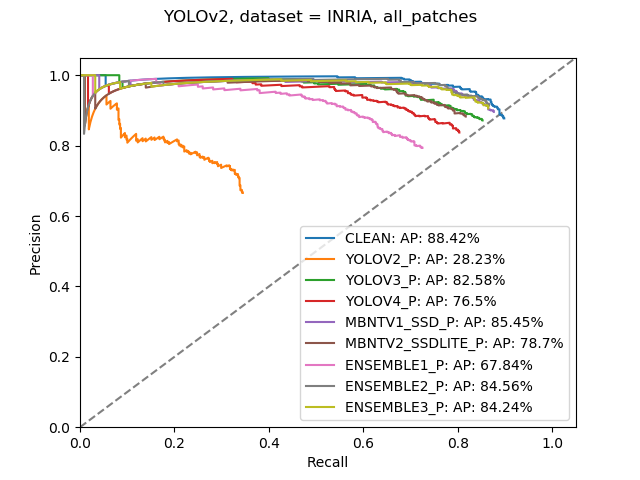 YOLOv2, dataset = INRIA, all_patches
1.0
0.8
0.6
0.4
0.2
0.0
Precision
CLEAN: AP: 88.42%
YOLOV2_P: AP: 28.23%
YOLOV3_P: AP: 82.58%
YOLOV4_P: AP: 76.5%
MBNTV1_SSD_P: AP: 85.45%
MBNTV2_SSDLITE_P: AP: 78.7%
ENSEMBLE1_P: AP: 67.84%
ENSEMBLE2_P: AP: 84.56%
ENSEMBLE3_P: AP: 84.24%
0.0 0.2 0.4 0.6 0.8 1.0
Recall